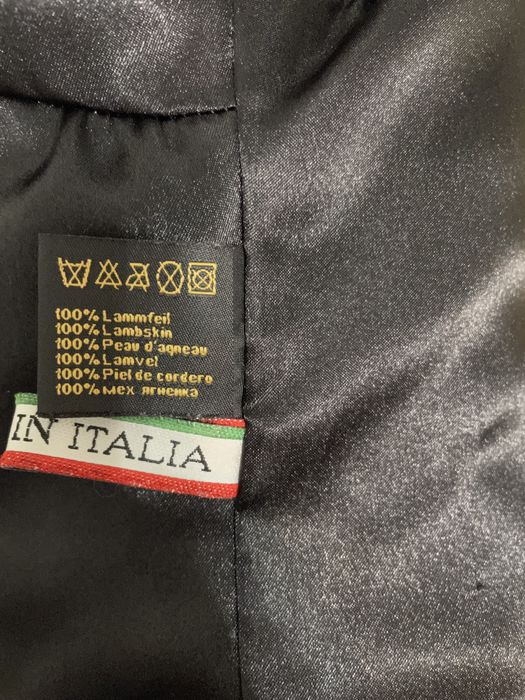 100% Lammfell
100% Lambskin
100% Peau d'agneau
100% Lamvel
100% Piel de cordero
100% мех ягненка
IN ITALIA